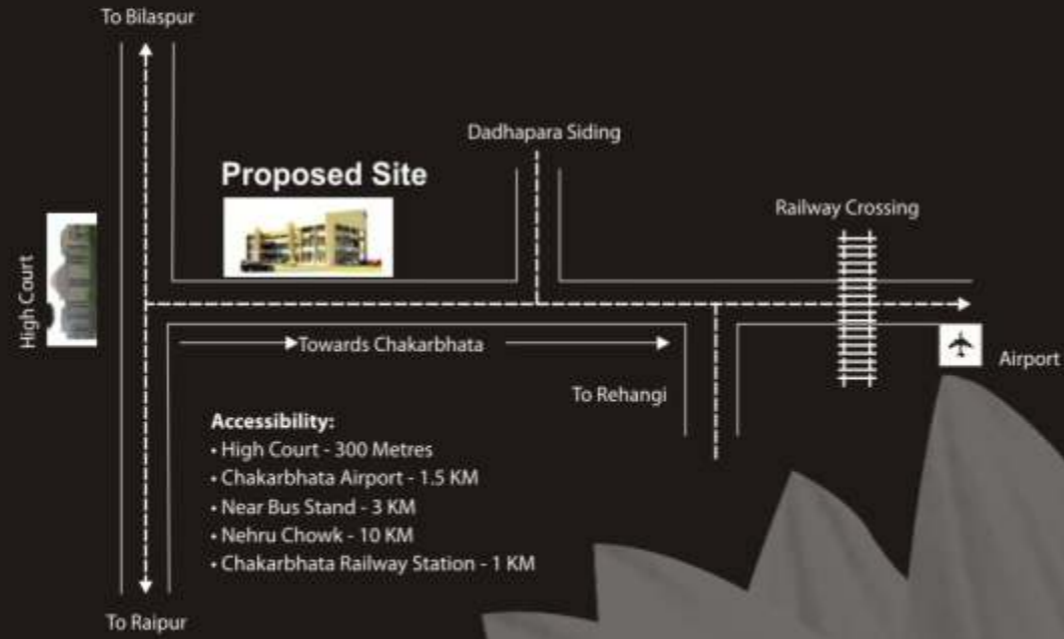 To Bilaspur
Dadhapara Siding
Proposed Site
Railway Crossing
High Court
Towards Chakarbhata
Airport
To Rehangi
Accessibility:
• High Court - 300 Metres
• Chakarbhata Airport - 1.5 KM
• Near Bus Stand - 3 KM
• Nehru Chowk - 10 KM
• Chakarbhata Railway Station - 1 KM
To Raipur